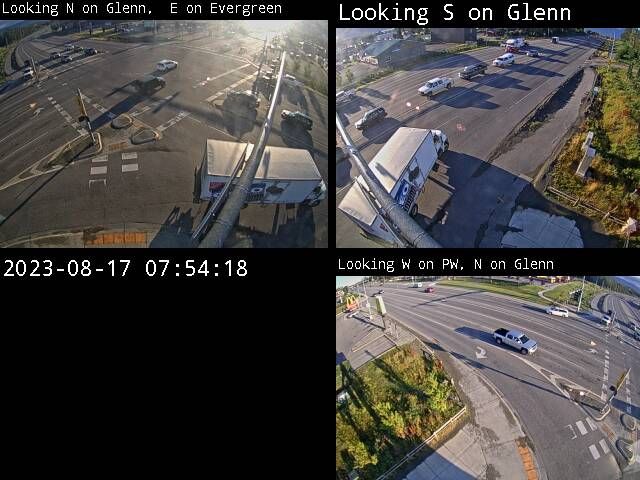 Looking N on Glenn,  E on Evergreen
Looking S on Glenn
2023-08-17 07:54:18
Looking W on PW, N on Glenn